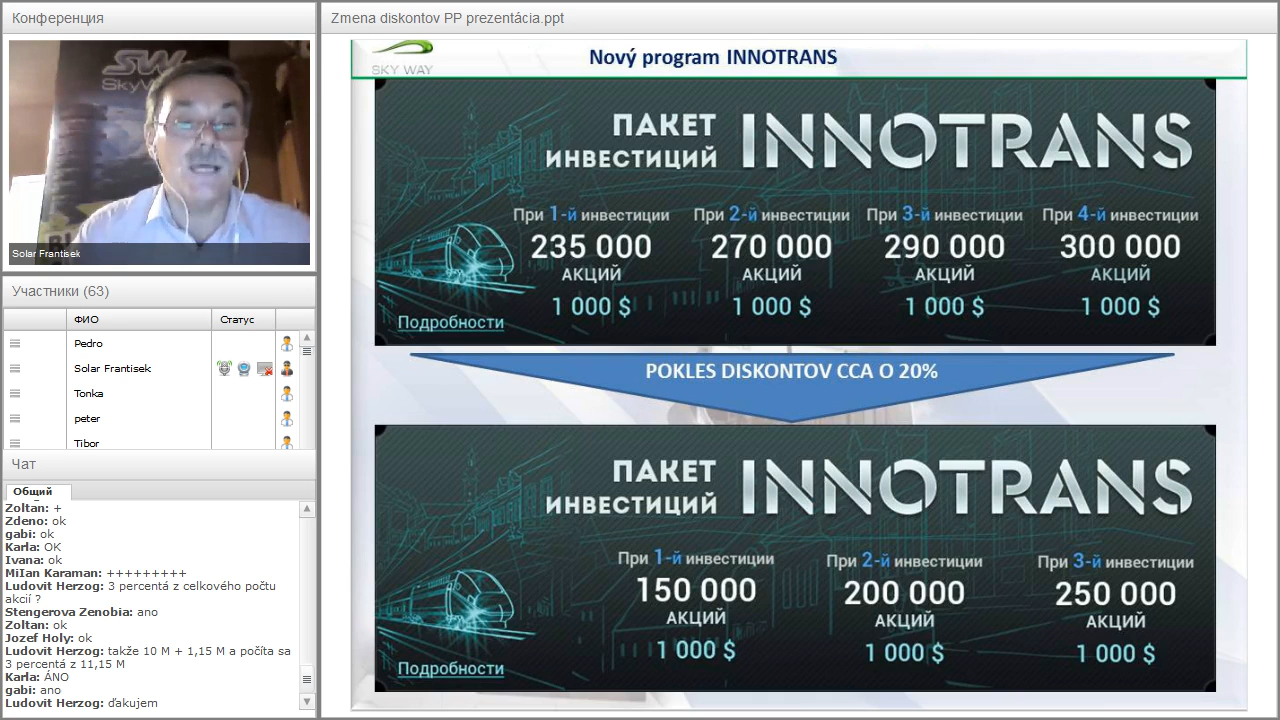 Конференция
SW
SkyW
Solar Frantisek
Участники (63)
ФИО
Статус
Pedro
Solar Frantisek
Tonka
peter
Tibor
Чат
Общий
Zoltan: +
Zdeno: ok
gabi: ok
Karla: OK
Ivana: ok
Milan Karaman: +++++++++
Ludovit Herzog: 3 percentá z celkového počtu
akcií ?
Stengerova Zenobia: ano
Zoltan: ok
Jozef Holy: ok
Ludovit Herzog: takže 10 M + 1,15 M a počíta sa
3 percentá z 11,15 M
Karla: ÁNO
gabi: ano
Ludovit Herzog: ďakujem
Zmena diskontov PP prezentácia.ppt
SKY WAY
Nový program INNOTRANS
ПАКЕТ
ИНВЕСТИЦИЙ
INNOTRANS
При 1-й инвестиции
235 000
АКЦИЙ
1 000 $
При 2-й инвестиции
270 000
АКЦИЙ
1 000 $
При 3-й инвестиции
290 000
АКЦИЙ
1 000 $
При 4-й инвестиции
300 000
АКЦИЙ
1 000 $
Подробности
POKLES DISKONTOV CCA O 20%
ПАКЕТ
ИНВЕСТИЦИЙ
INNOTRANS
При 1-й инвестиции
150 000
АКЦИЙ
1 000 $
При 2-й инвестиции
200 000
АКЦИЙ
1 000 $
При 3-й инвестиции
250 000
АКЦИЙ
1 000 $
Подробности